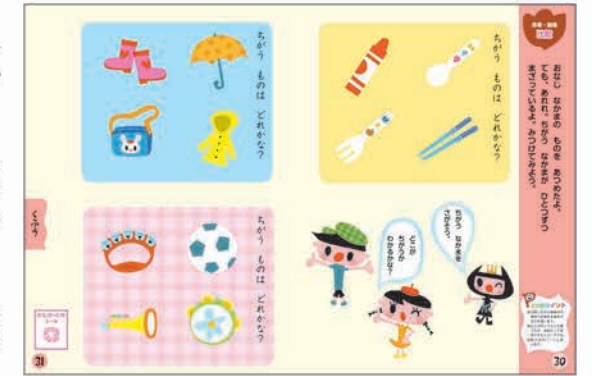 おなじ なかまの ものを あつめたよ。
でも、あれれ。ちがう なかまが ひとつずつ
まざっているよ。みつけてみよう。
ちがう ものは どれかな?
ちがう なかまを
さがそう。
どこが
ちがうか
わかるかな?
30
ちがう ものは どれかな?
ちがう ものは どれかな?
くふう
31